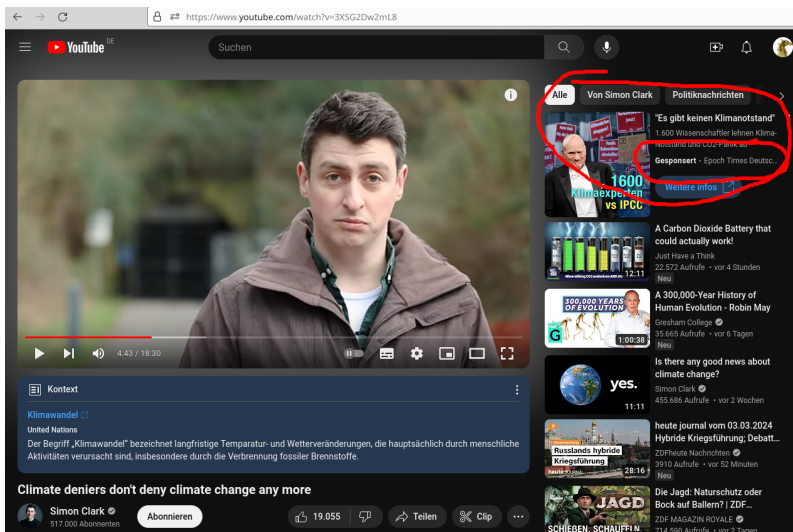 https://www.youtube.com/watch?v=3X5G2Dw2mL8
YouTube DE
Suchen
Alle
Von Simon Clark
Politiknachrichten
"Es gibt keinen Klimanotstand"
1.600 Wissenschaftler lehnen Klima-
Notstand und CO2-Panik ab
Gesponsert • Epoch Times Deutsc...
Weitere infos
1600
Klimaexperten
vs IPCC
A Carbon Dioxide Battery that
could actually work!
Just Have a Think
22.572 Aufrufe • vor 4 Stunden
Neu
12:11
300,000 YEARS
OF EVOLUTION
G
1:00:38
A 300,000-Year History of
Human Evolution - Robin May
Gresham College
35.665 Aufrufe • vor 6 Tagen
Neu
yes.
11:11
Is there any good news about
climate change?
Simon Clark
455.686 Aufrufe • vor 2 Wochen
Russlands hybride
Kriegsführung
28:16
heute journal vom 03.03.2024
Hybride Kriegsführung; Debatt...
ZDFheute Nachrichten
3910 Aufrufe • vor 52 Minuten
Neu
JAGD
SCHIEßEN, SCHAUFELN
Die Jagd: Naturschutz oder
Bock auf Ballern? | ZDF...
ZDF MAGAZIN ROYALE
714.590 Aufrufe • vor 2 Tagen
4:43 / 18:30
Kontext
Klimawandel
United Nations
Der Begriff „Klimawandel" bezeichnet langfristige Temperatur- und Wetterveränderungen, die hauptsächlich durch menschliche
Aktivitäten verursacht sind, insbesondere durch die Verbrennung fossiler Brennstoffe.
Climate deniers don't deny climate change any more
Simon Clark
517.000 Abonnenten
Abonnieren
19.055
Teilen
Clip